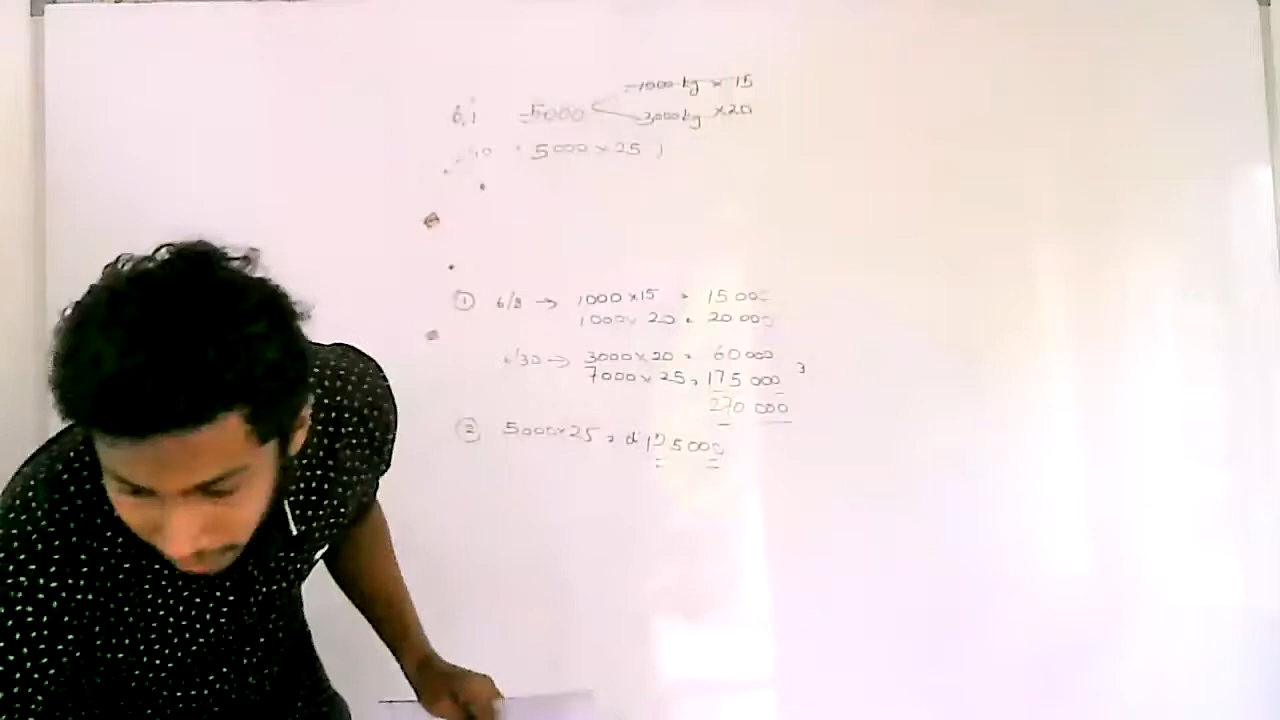 6.1 5000 1000 kg × 15
3000 kg × 20
5000 × 25
① 6/8 → 1000 × 15 = 15 000
1000 × 20 = 20 000
6/30 → 3000 × 20 = 60 000
7000 × 25 = 175 000
270 000
② 5000 × 25 = 125 000